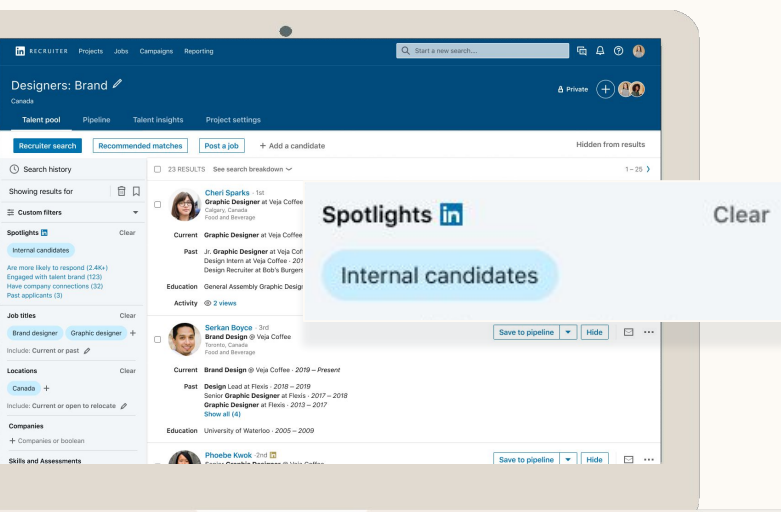 in RECRUITER Projects Jobs Campaigns Reporting
Start a new search....
Designers: Brand
Canada
Private
Talent pool Pipeline Talent insights Project settings
Recruiter search Recommended matches Post a job + Add a candidate Hidden from results
Search history
23 RESULTS See search breakdown
1 – 25
Showing results for
Custom filters
Spotlights in Clear
Internal candidates
Are more likely to respond (2.4K+)
Engaged with talent brand (123)
Have company connections (32)
Past applicants (3)
Job titles Clear
Brand designer Graphic designer +
Include: Current or past
Locations Clear
Canada +
Include: Current or open to relocate
Companies
+ Companies or boolean
Skills and Assessments
Cheri Sparks · 1st
Graphic Designer at Veja Coffee
Calgary, Canada
Food and Beverage
Current Graphic Designer at Veja Coffee
Past Jr. Graphic Designer at Veja
Design Intern at Veja Coffee
Design Recruiter at Bob's Burgers
Education General Assembly Graphic
Activity 2 views
Spotlights in Clear
Internal candidates
Serkan Boyce · 3rd
Brand Design @ Veja Coffee
Toronto, Canada
Food and Beverage
Save to pipeline Hide
Current Brand Design @ Veja Coffee · 2019 – Present
Past Design Lead at Flexis · 2018 – 2019
Senior Graphic Designer at Flexis · 2017 – 2018
Graphic Designer at Flexis · 2013 – 2017
Show all (4)
Education University of Waterloo · 2005 – 2009
Phoebe Kwok · 2nd in
Senior Graphic Designer @ Veja Coffee
Save to pipeline Hide